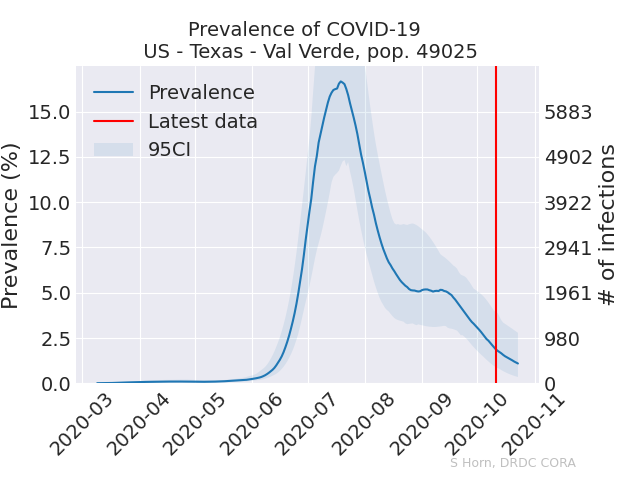 Prevalence of COVID-19
US - Texas - Val Verde, pop. 49025
Prevalence
Latest data
95CI
Prevalence (%)
15.0
12.5
10.0
7.5
5.0
2.5
0.0
# of infections
5883
4902
3922
2941
1961
980
0
2020-03
2020-04
2020-05
2020-06
2020-07
2020-08
2020-09
2020-10
2020-11
S Horn, DRDC CORA